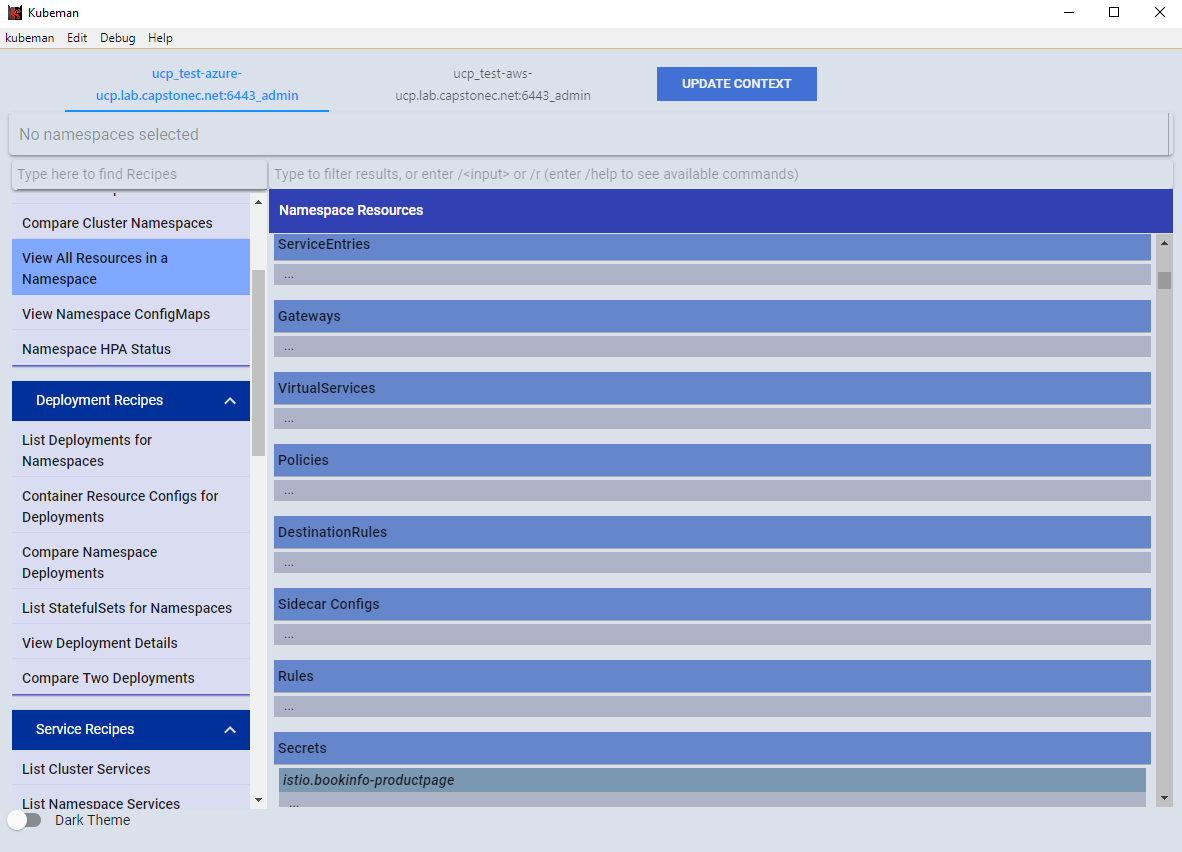 Kubeman
kubeman Edit Debug Help
ucp_test-azure-
ucp.lab.capstonec.net:6443_admin
ucp_test-aws-
ucp.lab.capstonec.net:6443_admin
UPDATE CONTEXT
No namespaces selected
Type here to find Recipes
Type to filter results, or enter /<input> or /r (enter /help to see available commands)
Compare Cluster Namespaces
View All Resources in a
Namespace
View Namespace ConfigMaps
Namespace HPA Status
Deployment Recipes
List Deployments for
Namespaces
Container Resource Configs for
Deployments
Compare Namespace
Deployments
List StatefulSets for Namespaces
View Deployment Details
Compare Two Deployments
Service Recipes
List Cluster Services
List Namespace Services
Dark Theme
Namespace Resources
ServiceEntries
...
Gateways
...
VirtualServices
...
Policies
...
DestinationRules
...
Sidecar Configs
...
Rules
...
Secrets
istio.bookinfo-productpage
...